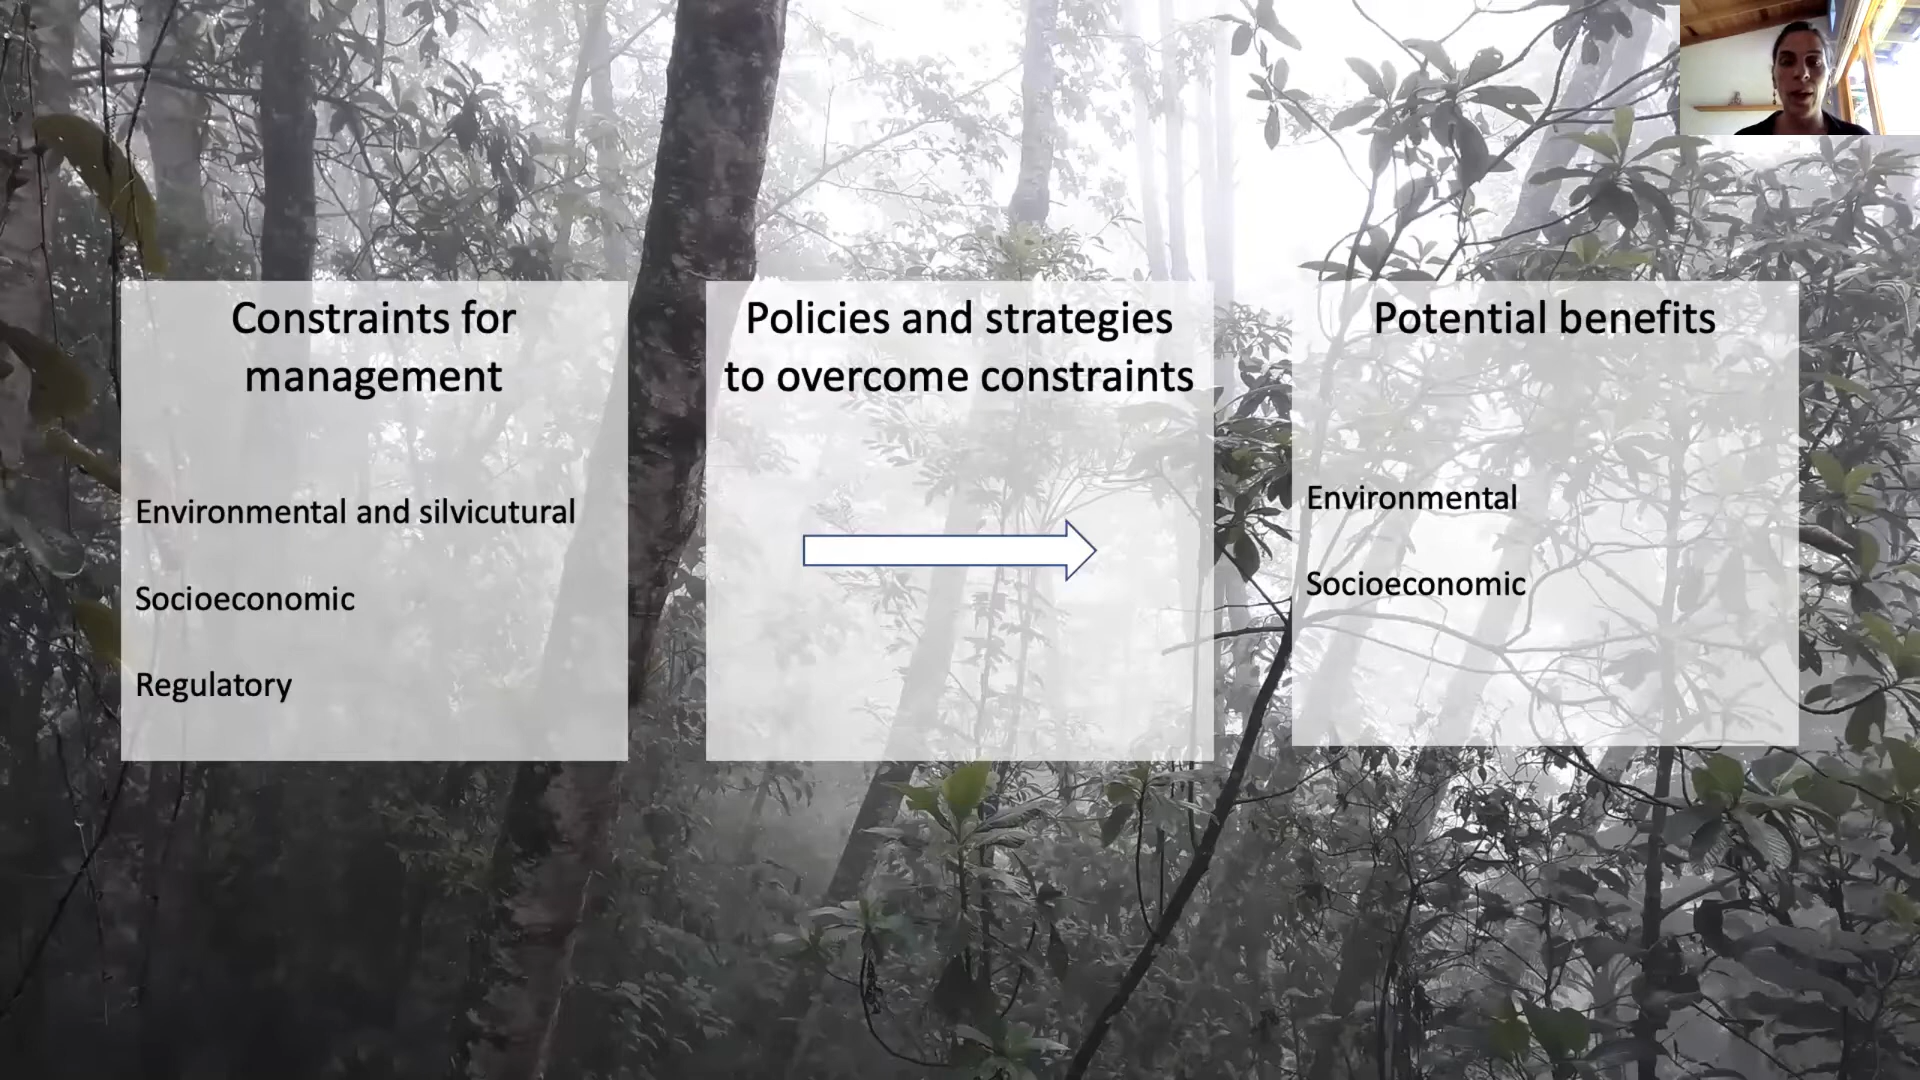 Constraints for
management
Environmental and silvicutural
Socioeconomic
Regulatory
Policies and strategies
to overcome constraints
Potential benefits
Environmental
Socioeconomic